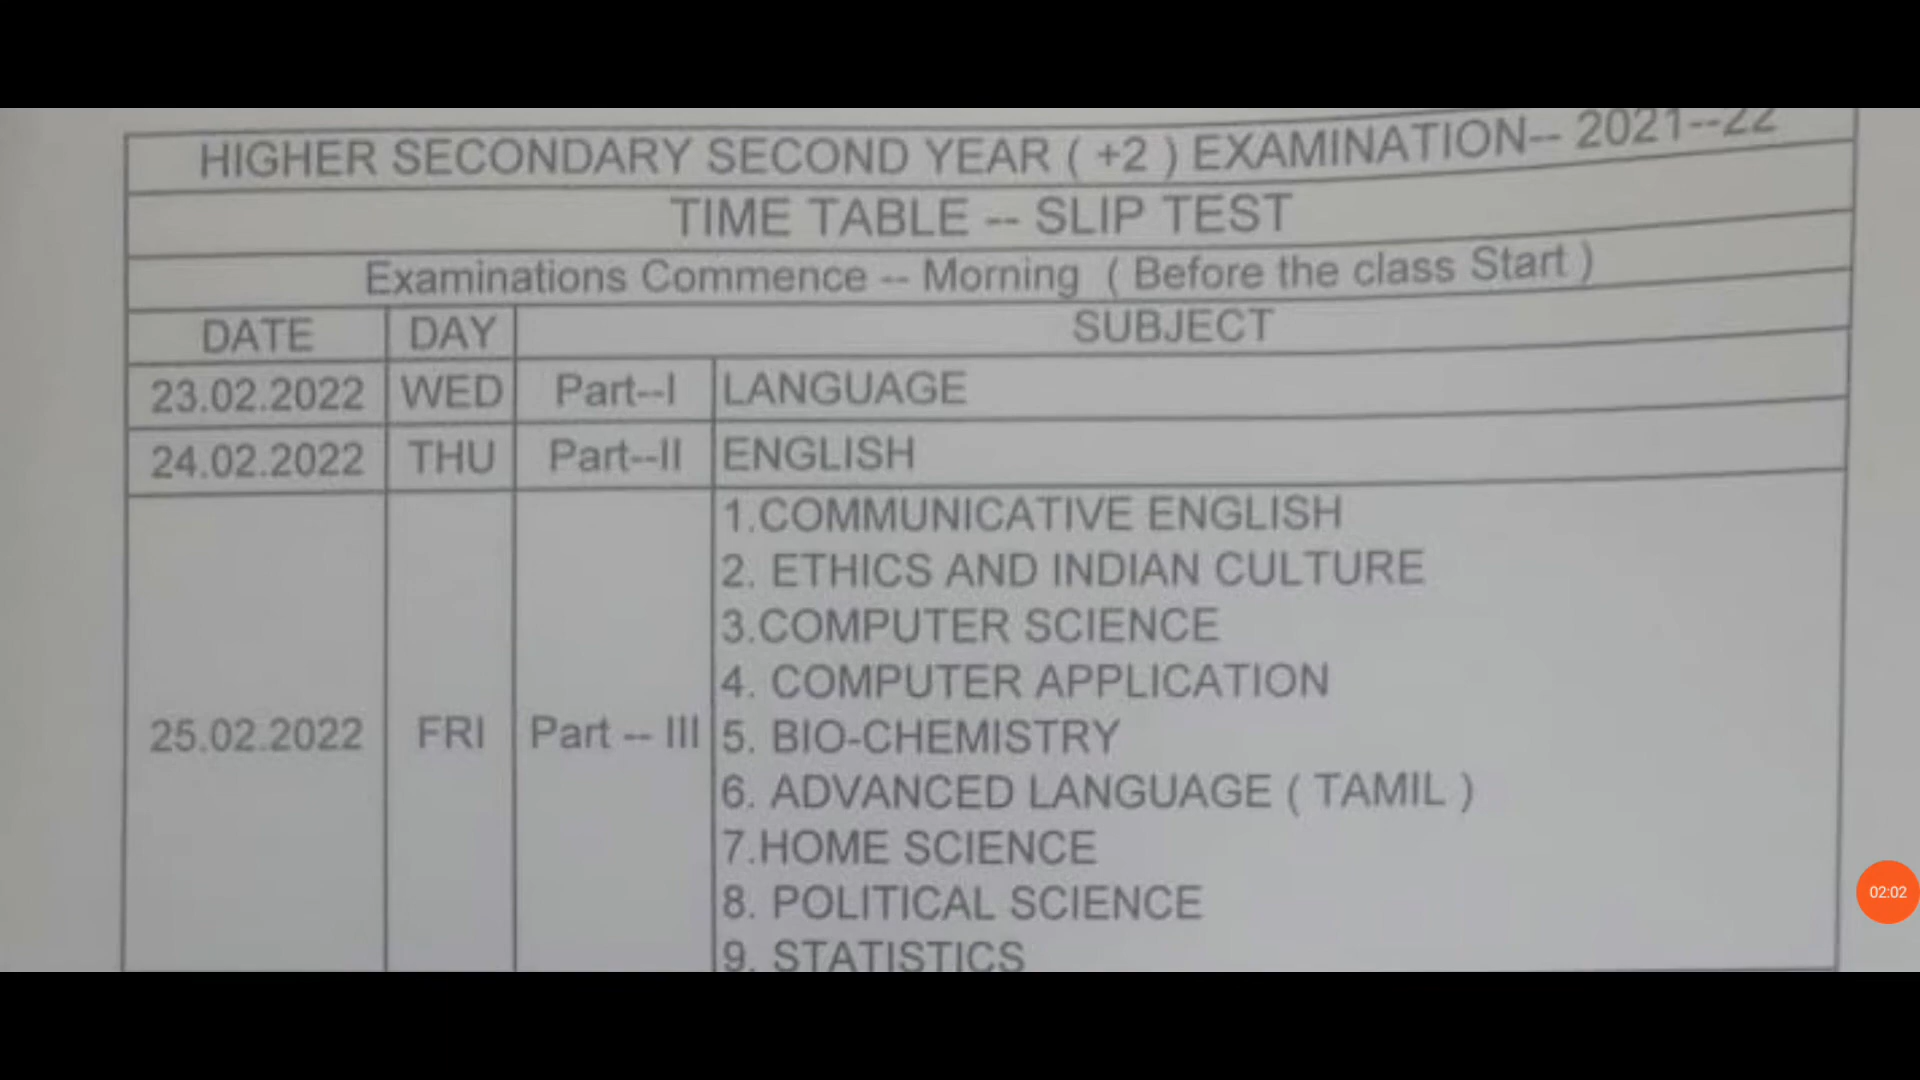 HIGHER SECONDARY SECOND YEAR ( +2 ) EXAMINATION-- 2021--22
TIME TABLE -- SLIP TEST
Examinations Commence -- Morning ( Before the class Start )
DATE DAY SUBJECT
23.02.2022 WED Part--I LANGUAGE
24.02.2022 THU Part--II ENGLISH
25.02.2022 FRI Part -- III
1.COMMUNICATIVE ENGLISH
2. ETHICS AND INDIAN CULTURE
3.COMPUTER SCIENCE
4. COMPUTER APPLICATION
5. BIO-CHEMISTRY
6. ADVANCED LANGUAGE ( TAMIL )
7.HOME SCIENCE
8. POLITICAL SCIENCE
9. STATISTICS
02:02